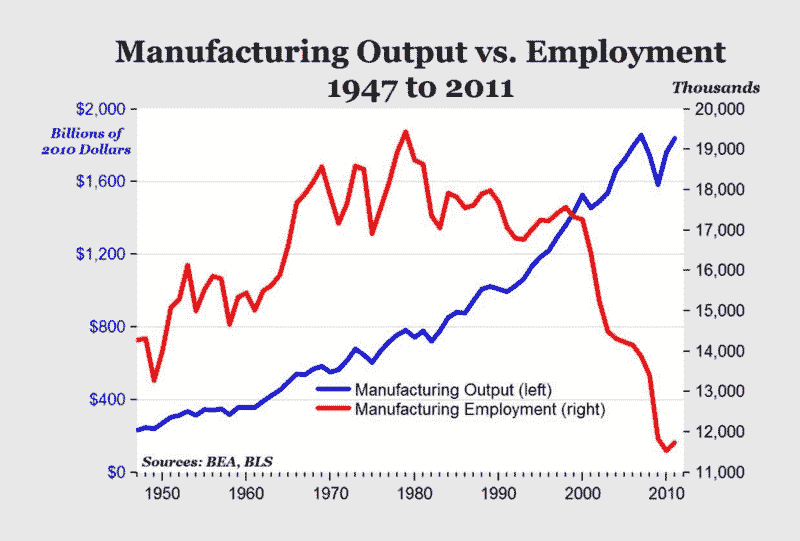 Manufacturing Output vs. Employment
1947 to 2011
Thousands
Billions of
2010 Dollars
$2,000
$1,600
$1,200
$800
$400
$0
20,000
19,000
18,000
17,000
16,000
15,000
14,000
13,000
12,000
11,000
Manufacturing Output (left)
Manufacturing Employment (right)
Sources: BEA, BLS
1950 1960 1970 1980 1990 2000 2010